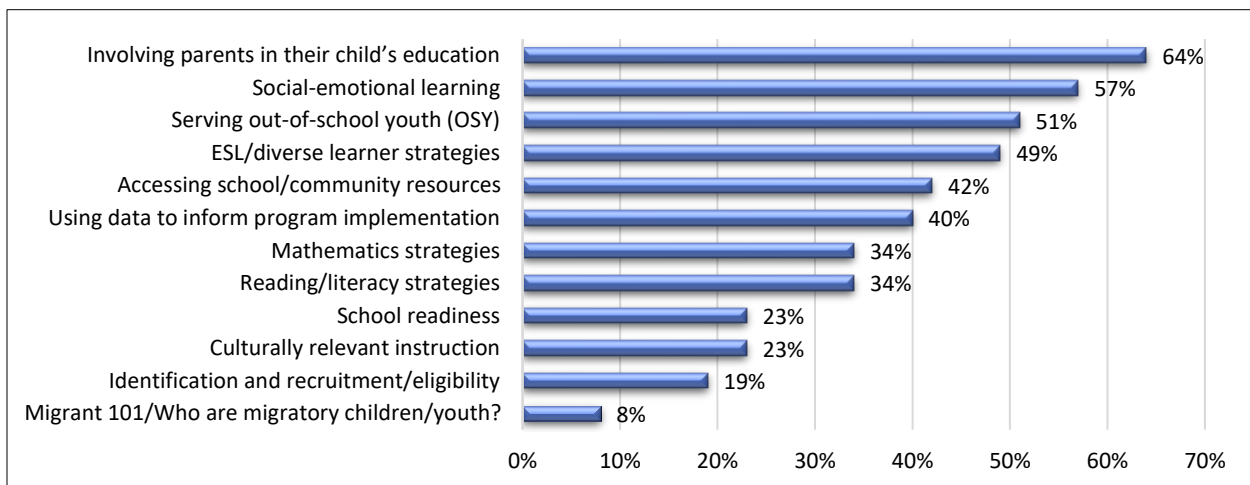 Involving parents in their child’s education 64%
Social-emotional learning 57%
Serving out-of-school youth (OSY) 51%
ESL/diverse learner strategies 49%
Accessing school/community resources 42%
Using data to inform program implementation 40%
Mathematics strategies 34%
Reading/literacy strategies 34%
School readiness 23%
Culturally relevant instruction 23%
Identification and recruitment/eligibility 19%
Migrant 101/Who are migratory children/youth? 8%
0% 10% 20% 30% 40% 50% 60% 70%